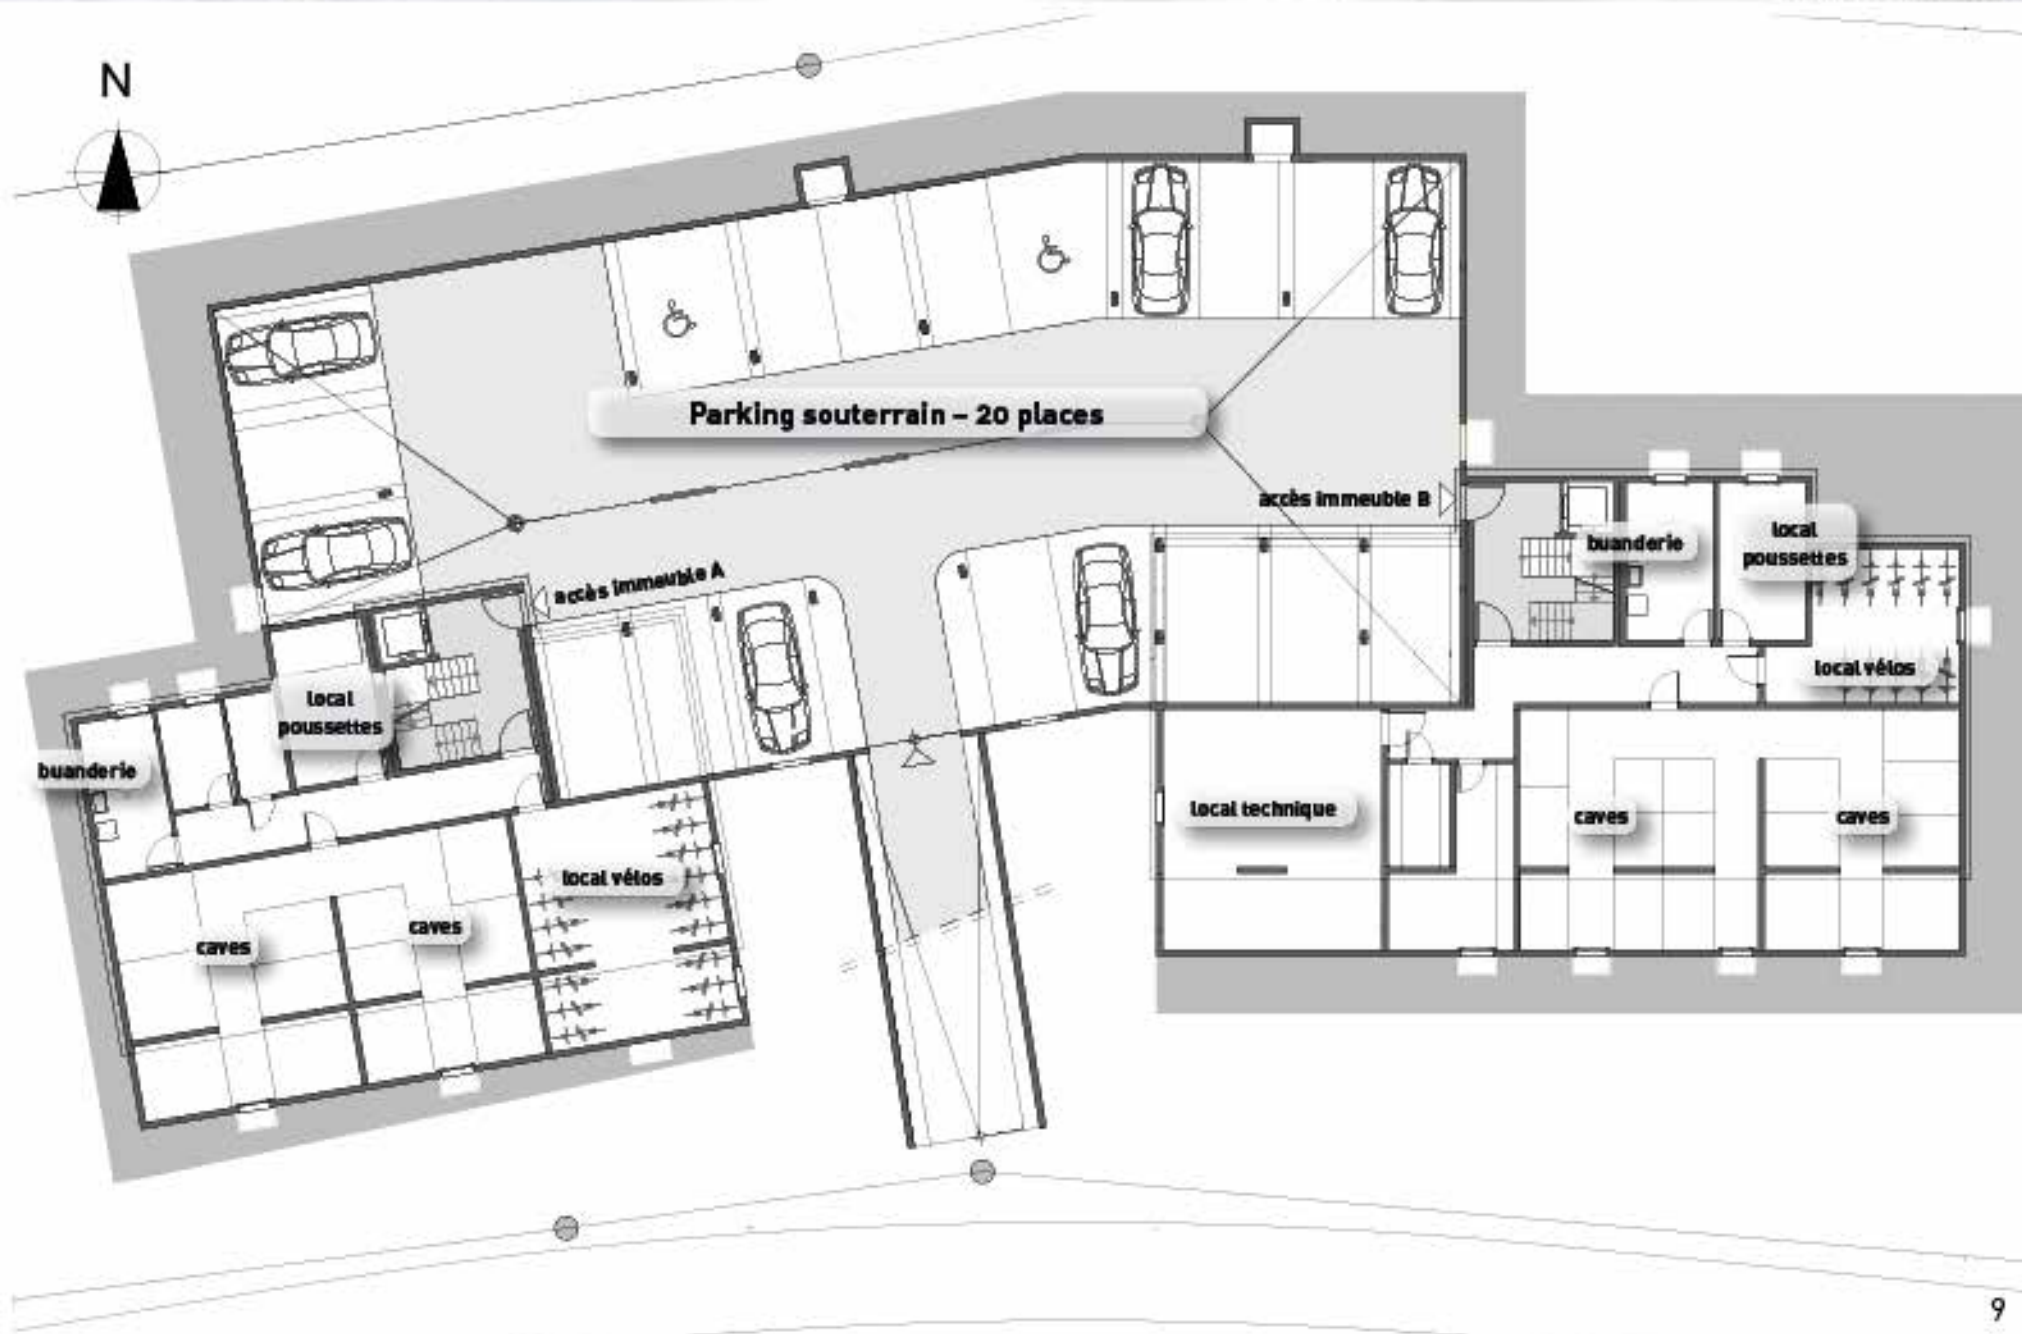 N
Parking souterrain – 20 places
accès immeuble B
buanderie
local
poussettes
accès immeuble A
local vélos
local
poussettes
buanderie
local technique
caves
caves
local vélos
caves
caves
9